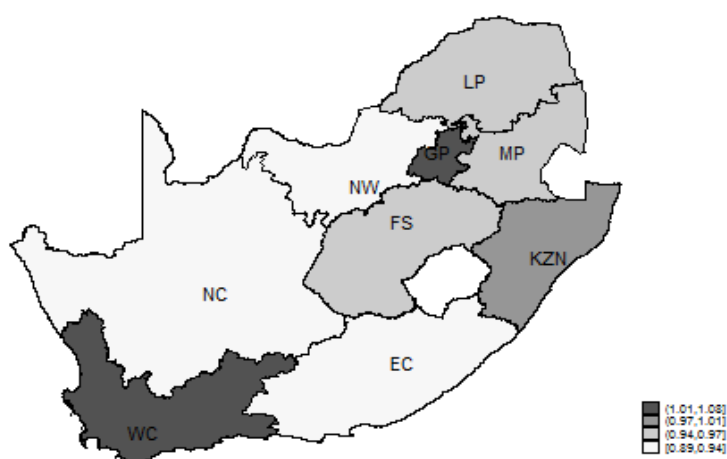 LP
GP
MP
NW
FS
KZN
NC
EC
WC
(1.01,1.08]
(0.97,1.01]
(0.94,0.97]
[0.89,0.94]